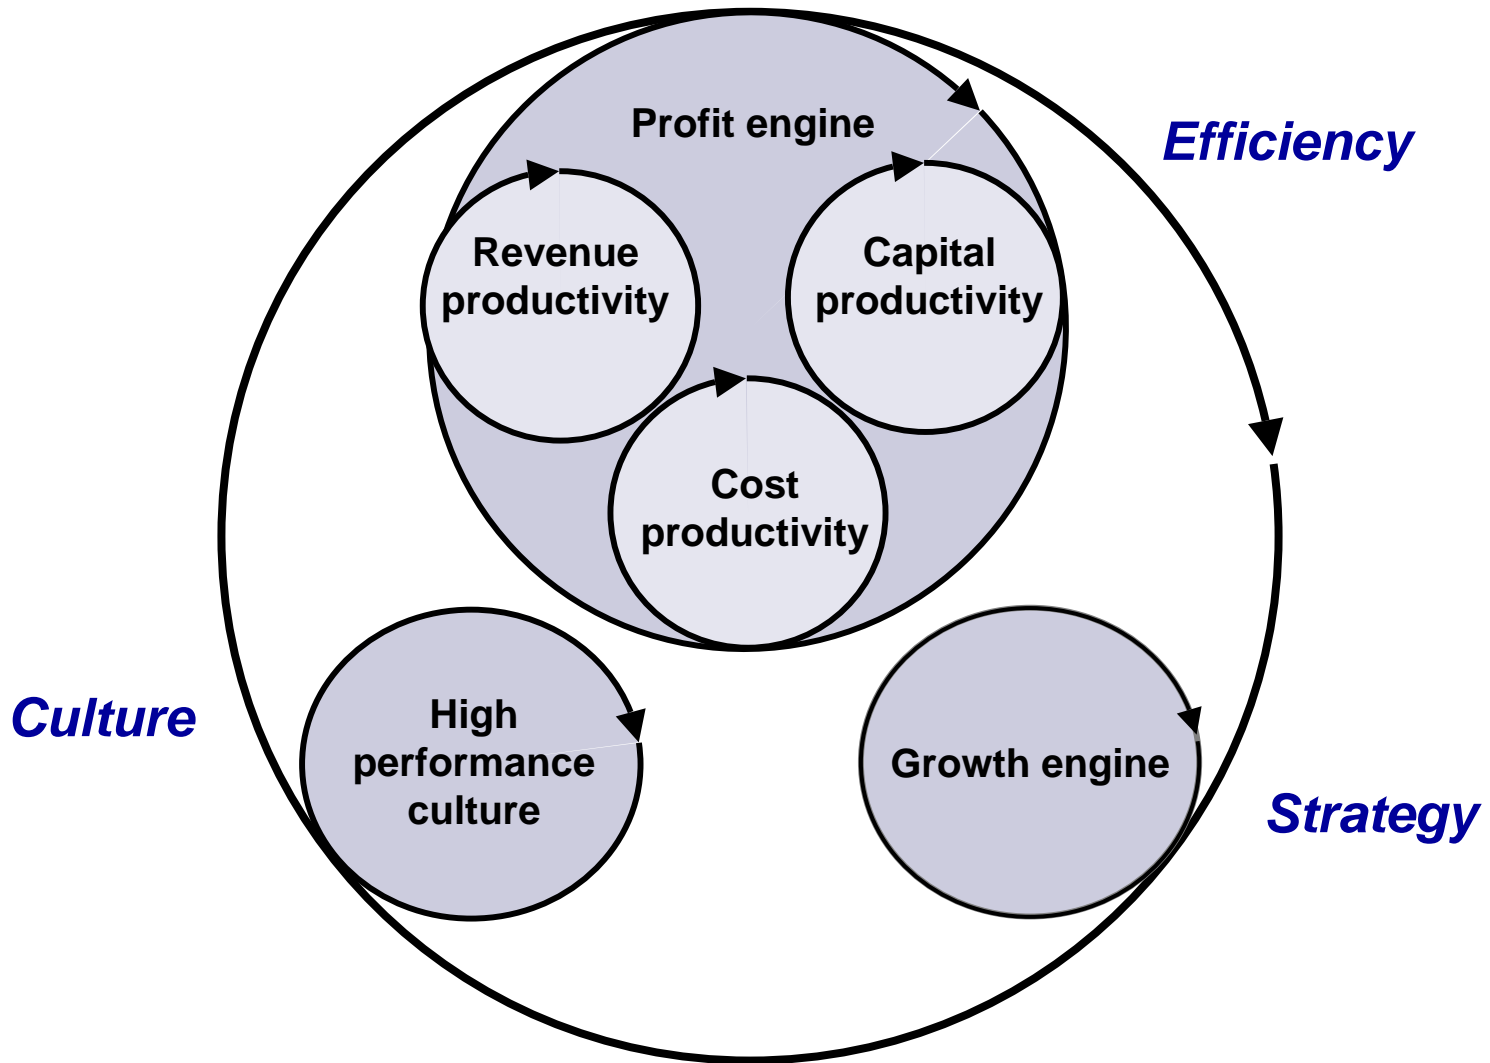 Profit engine
Efficiency
Revenue
productivity
Capital
productivity
Cost
productivity
Culture
High
performance
culture
Growth engine
Strategy